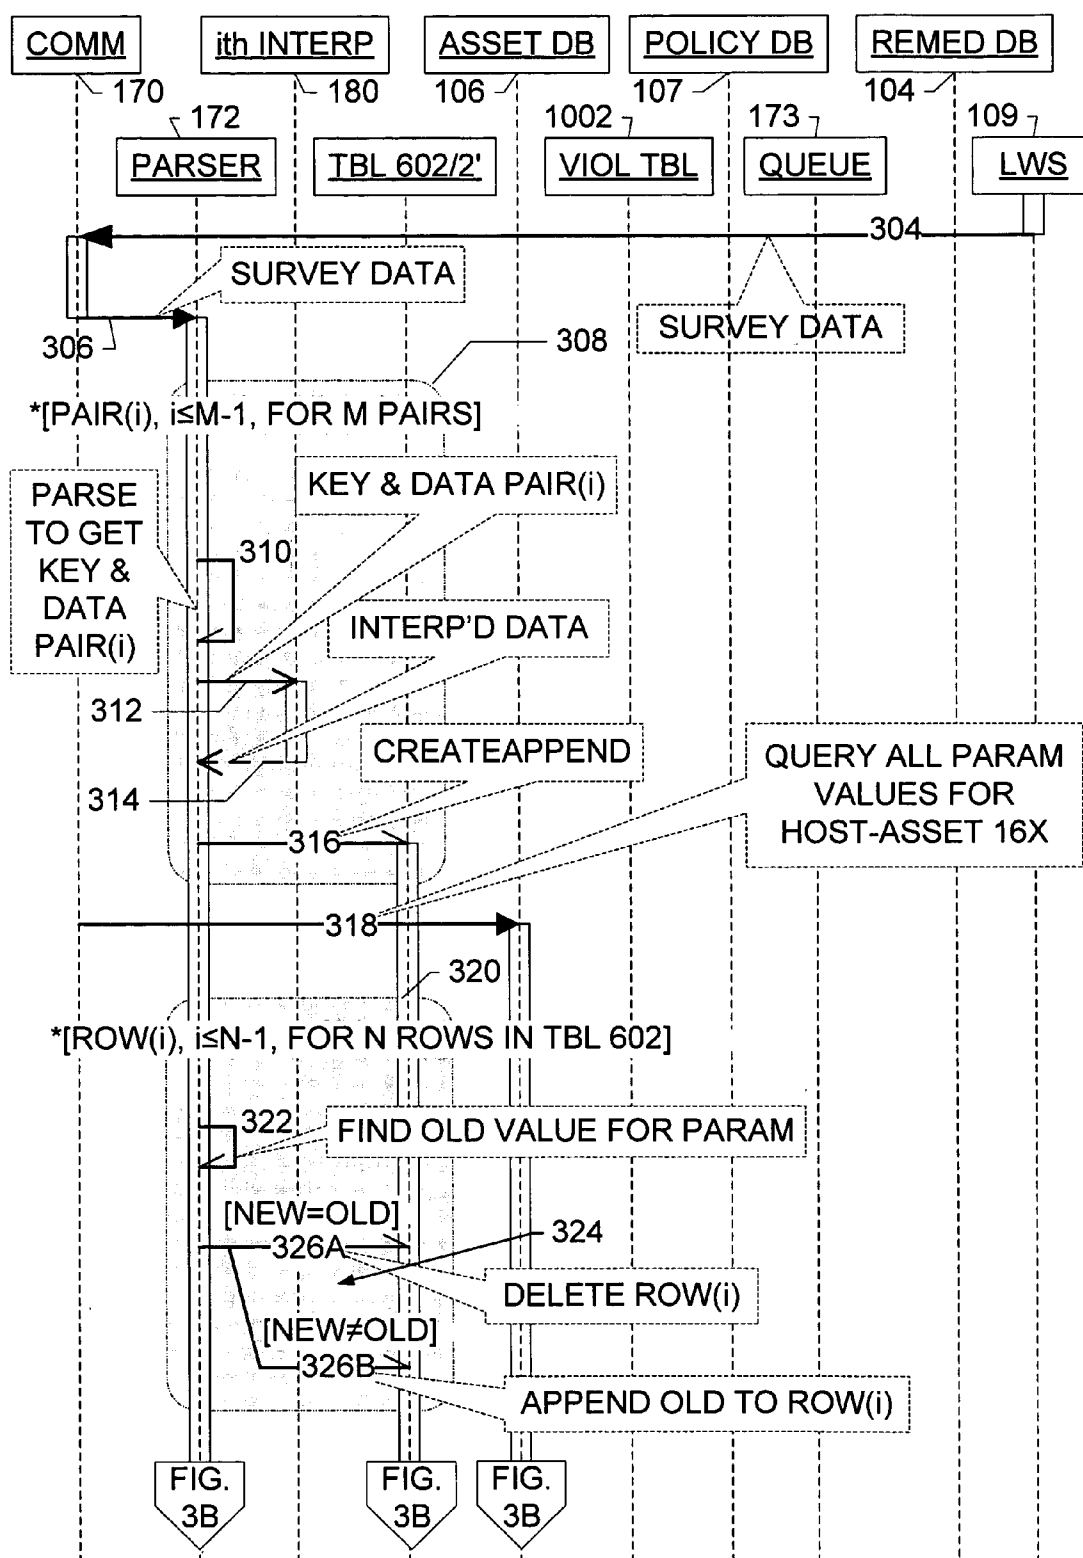 COMM
ith INTERP
ASSET DB
POLICY DB
REMED DB
170
180
106
107
104
172
1002
173
109
PARSER
TBL 602/2'
VIOL TBL
QUEUE
LWS
304
SURVEY DATA
SURVEY DATA
306
308
*[PAIR(i), i≤M-1, FOR M PAIRS]
KEY & DATA PAIR(i)
PARSE
TO GET
KEY &
DATA
PAIR(i)
310
INTERP'D DATA
312
CREATEAPPEND
QUERY ALL PARAM
VALUES FOR
HOST-ASSET 16X
314
316
318
320
*[ROW(i), i≤N-1, FOR N ROWS IN TBL 602]
322
FIND OLD VALUE FOR PARAM
[NEW=OLD]
326A
324
DELETE ROW(i)
[NEW≠OLD]
326B
APPEND OLD TO ROW(i)
FIG.
3B
FIG.
3B
FIG.
3B